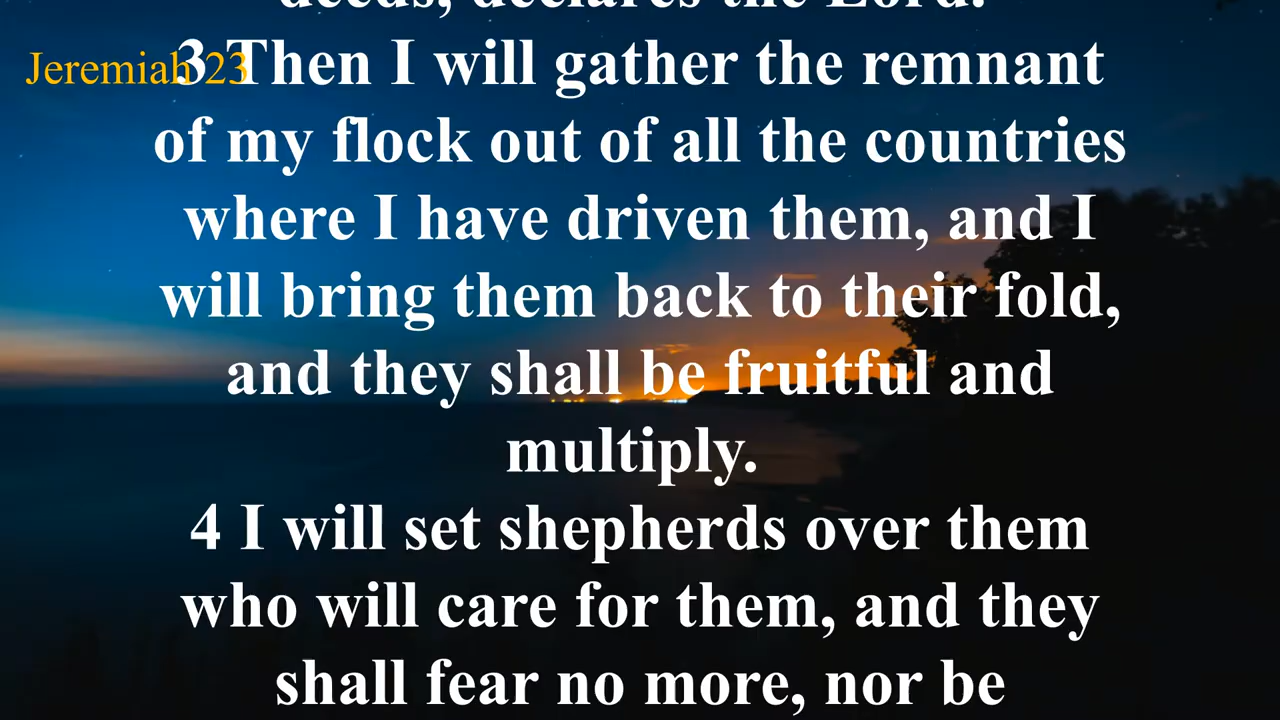 deeds, declares the Lord.
Jeremiah 23
3 Then I will gather the remnant
of my flock out of all the countries
where I have driven them, and I
will bring them back to their fold,
and they shall be fruitful and
multiply.
4 I will set shepherds over them
who will care for them, and they
shall fear no more, nor be